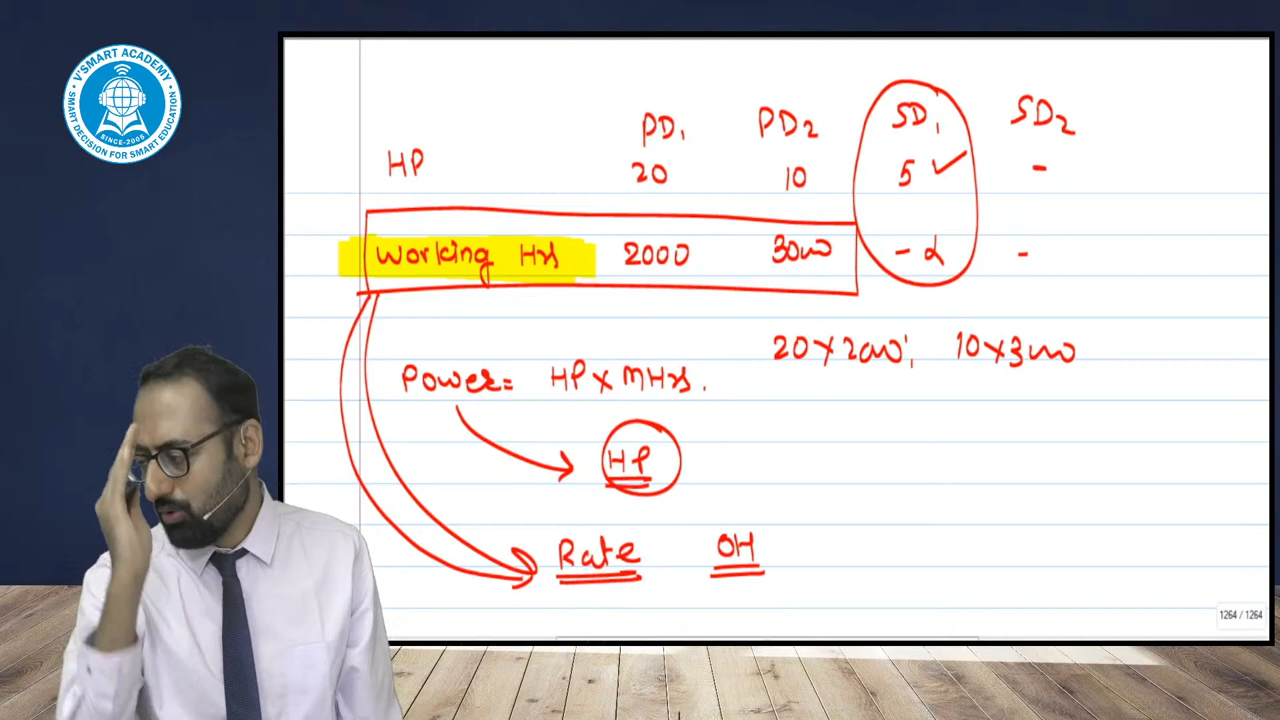 V'SMART ACADEMY
SMART DECISION FOR SMART EDUCATION
SINCE-2005
PD1 PD2 SD1 SD2
HP 20 10 5 ✓ -
Working Hrs 2000 3000 - -
20×2000, 10×3000
Power = HP × MHrs.
HP
Rate OH
1264 / 1264